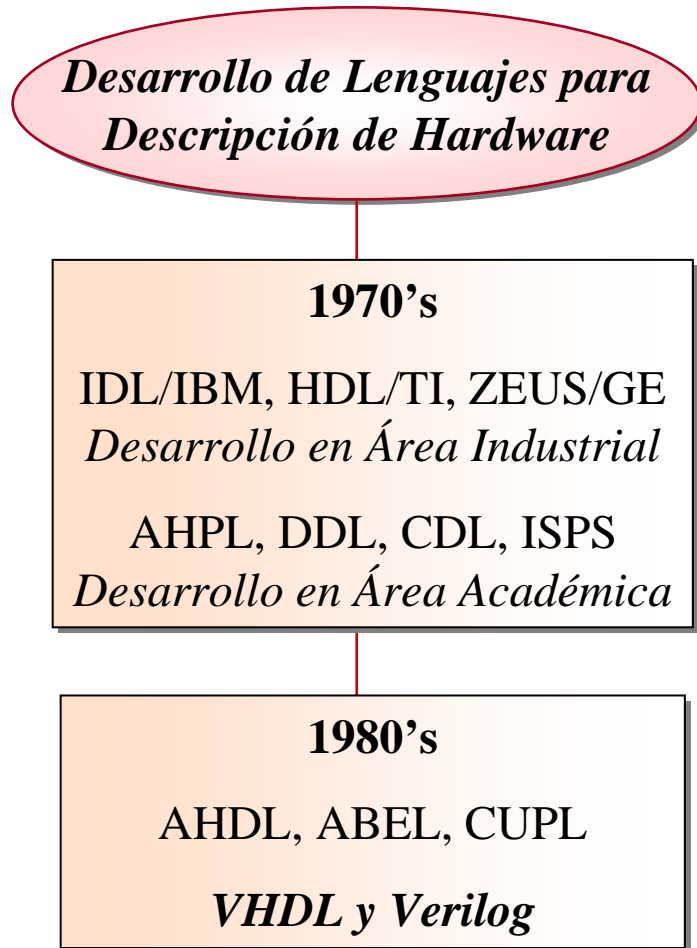 Desarrollo de Lenguajes para
Descripción de Hardware
1970’s
IDL/IBM, HDL/TI, ZEUS/GE
Desarrollo en Área Industrial
AHPL, DDL, CDL, ISPS
Desarrollo en Área Académica
1980’s
AHDL, ABEL, CUPL
VHDL y Verilog